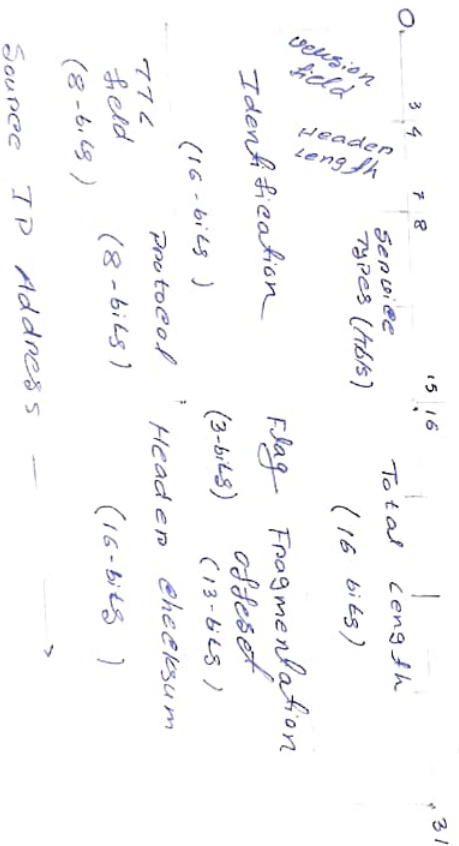 0 3 4 7 8 15 16 31
version Header Service Total Length
field Length Types (4bits) (16 bits)
Identification Flag Fragmentation
(16-bits) (3-bits) offset
(13-bits)
TTL Protocol Header checksum
field (8-bits) (16-bits)
(8-bits)
Source IP Address